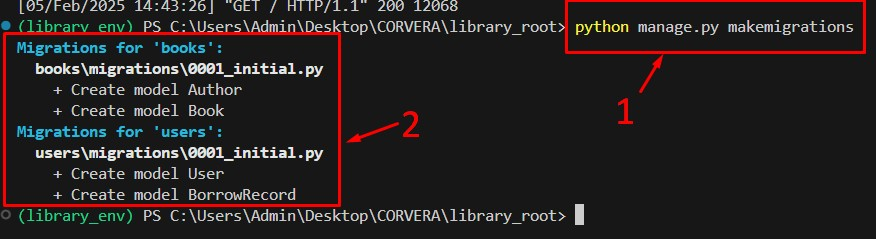 [05/Feb/2025 14:43:26] "GET / HTTP/1.1" 200 12068
(library_env) PS C:\Users\Admin\Desktop\CORVERA\library_root> python manage.py makemigrations
1
Migrations for 'books':
books\migrations\0001_initial.py
+ Create model Author
+ Create model Book
Migrations for 'users':
users\migrations\0001_initial.py
+ Create model User
+ Create model BorrowRecord
2
(library_env) PS C:\Users\Admin\Desktop\CORVERA\library_root>